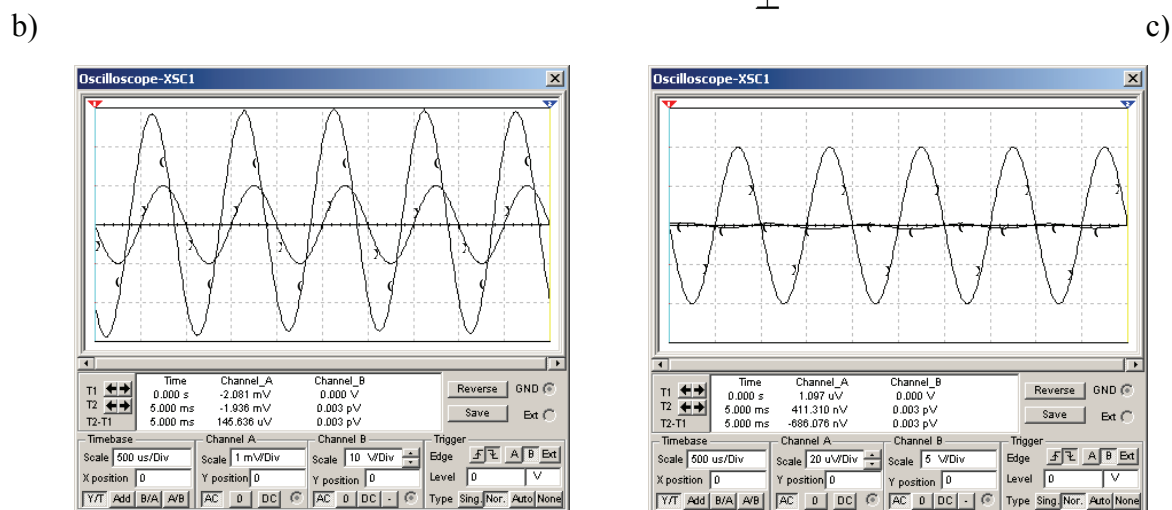 b)
c)
Oscilloscope-XSC1
Time Channel_A Channel_B
T1 0.000 s -2.081 mV 0.000 V
T2 5.000 ms -1.936 mV 0.003 pV
T2-T1 5.000 ms 145.636 uV 0.003 pV
Reverse GND
Save Ext
Timebase
Scale 500 us/Div
X position 0
Y/T Add B/A A/B
Channel A
Scale 1 mV/Div
Y position 0
AC 0 DC
Channel B
Scale 10 V/Div
Y position 0
AC 0 DC -
Trigger
Edge A B Ext
Level 0 V
Type Sing. Nor. Auto None
Oscilloscope-XSC1
Time Channel_A Channel_B
T1 0.000 s 1.097 uV 0.000 V
T2 5.000 ms 411.310 nV 0.003 pV
T2-T1 5.000 ms -686.076 nV 0.003 pV
Reverse GND
Save Ext
Timebase
Scale 500 us/Div
X position 0
Y/T Add B/A A/B
Channel A
Scale 20 uV/Div
Y position 0
AC 0 DC
Channel B
Scale 5 V/Div
Y position 0
AC 0 DC -
Trigger
Edge A B Ext
Level 0 V
Type Sing. Nor. Auto None